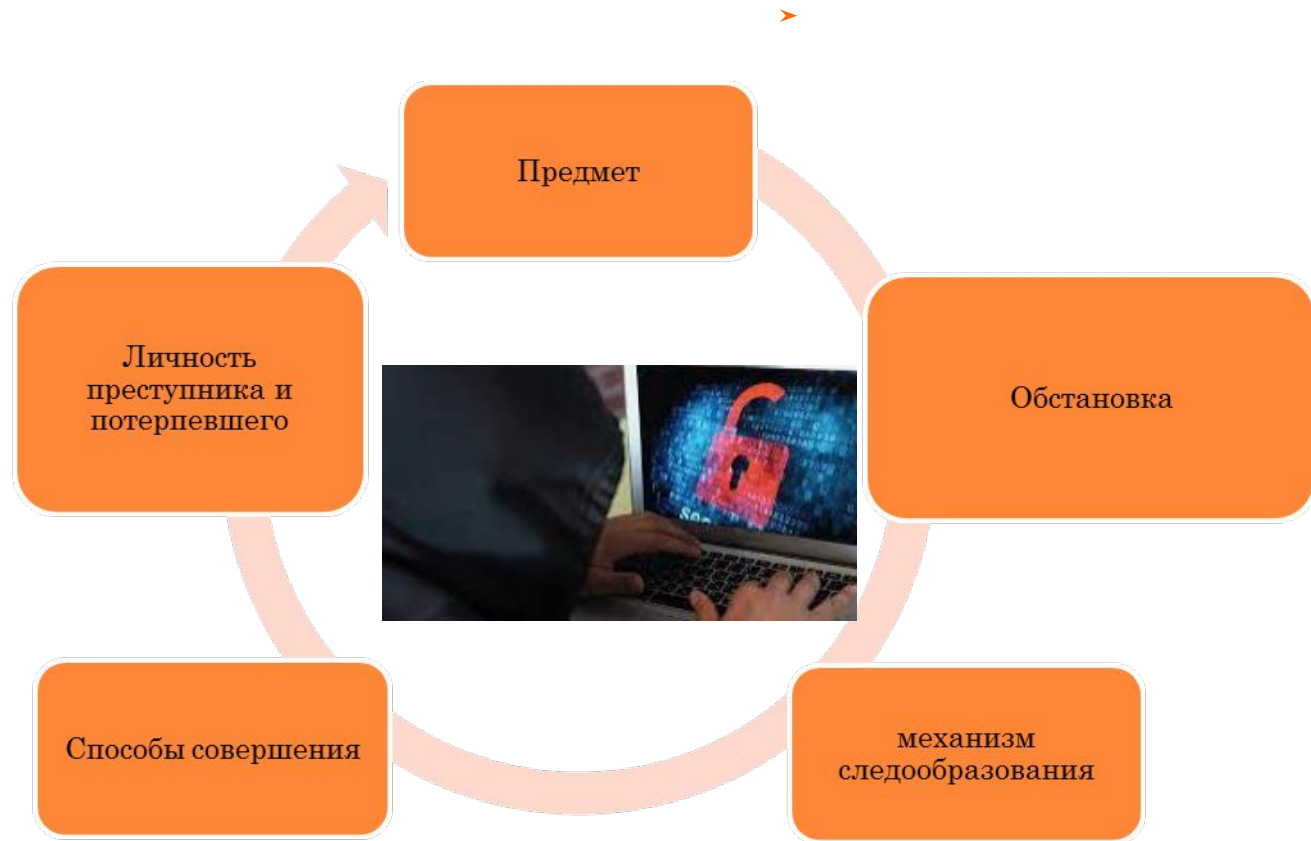 Предмет
Обстановка
механизм
следообразования
Способы совершения
Личность
преступника и
потерпевшего